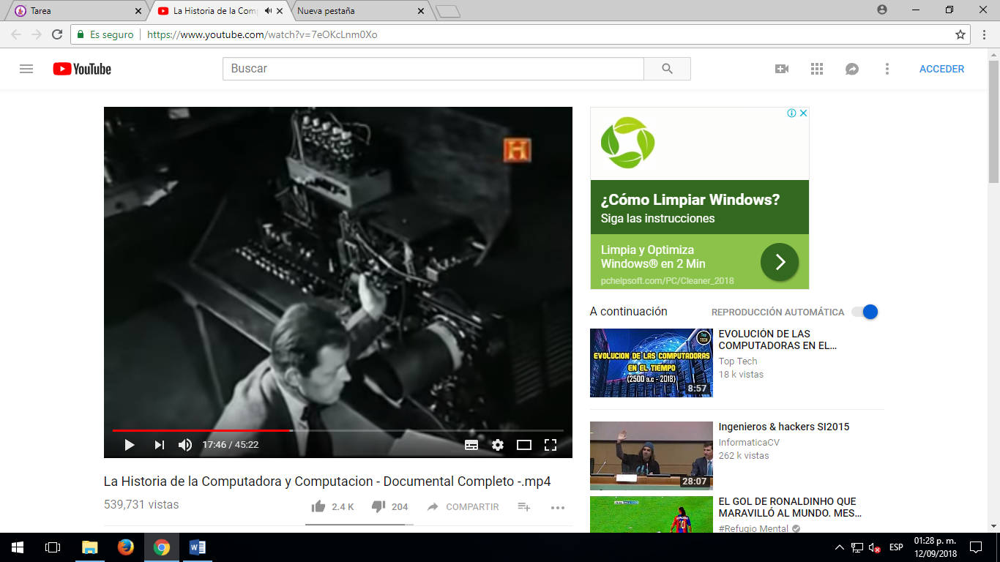 Tarea
La Historia de la Com
Nueva pestaña
Es seguro
https://www.youtube.com/watch?v=7eOKcLnm0Xo
YouTube
Buscar
ACCEDER
H
¿Cómo Limpiar Windows?
Siga las instrucciones
Limpia y Optimiza
Windows® en 2 Min
pchelpsoft.com/PC/Cleaner_2018
17:46 / 45:22
La Historia de la Computadora y Computacion - Documental Completo -.mp4
539,731 vistas
2.4 K
204
COMPARTIR
A continuación
REPRODUCCIÓN AUTOMÁTICA
Top
TECH
EVOLUCION DE LAS COMPUTADORAS
EN EL TIEMPO
(2500 a.c - 2018)
8:57
EVOLUCIÓN DE LAS
COMPUTADORAS EN EL…
Top Tech
18 k vistas
28:07
Ingenieros & hackers SI2015
InformaticaCV
262 k vistas
10
EL GOL DE RONALDINHO QUE
MARAVILLÓ AL MUNDO. MES…
#Refugio Mental
ESP
01:28 p. m.
12/09/2018